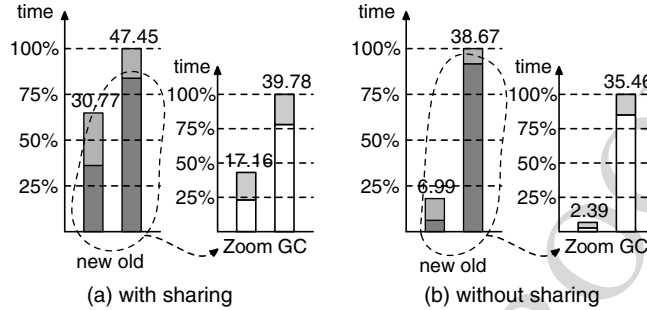 time
47.45
100%
30.77
75%
50%
25%
new old
time
39.78
100%
75%
50%
17.16
25%
Zoom GC
(a) with sharing
time
38.67
100%
75%
50%
6.99
25%
new old
time
35.46
100%
75%
50%
25%
2.39
Zoom GC
(b) without sharing